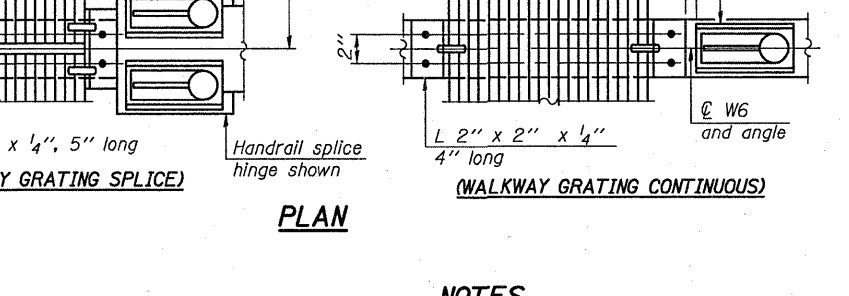 2"
℄ W6
and angle
x 1/4", 5" long
Handrail splice
hinge shown
L 2" x 2" x 1/4"
4" long
Y GRATING SPLICE)
(WALKWAY GRATING CONTINUOUS)
PLAN
NOTES